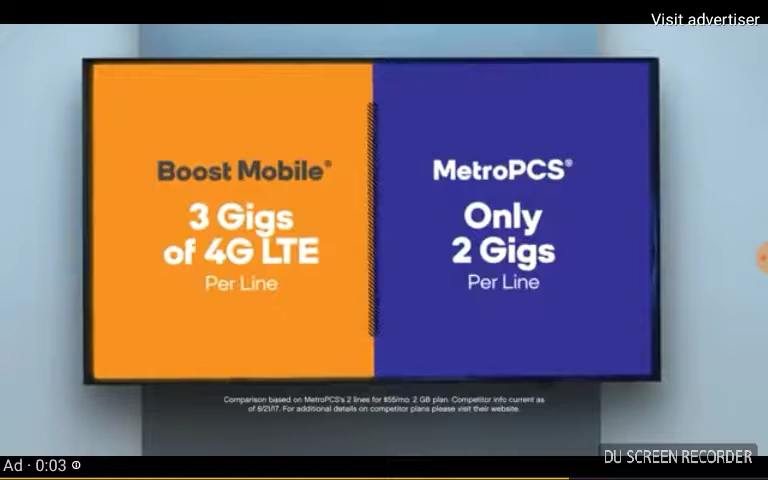 Visit advertiser
Boost Mobile®
3 Gigs
of 4G LTE
Per Line
MetroPCS®
Only
2 Gigs
Per Line
Comparison based on MetroPCS's 2 lines for $55/mo. 2 GB plan. Competitor info current as
of 8/21/17. For additional details on competitor plans please visit their website.
DU SCREEN RECORDER
Ad · 0:03